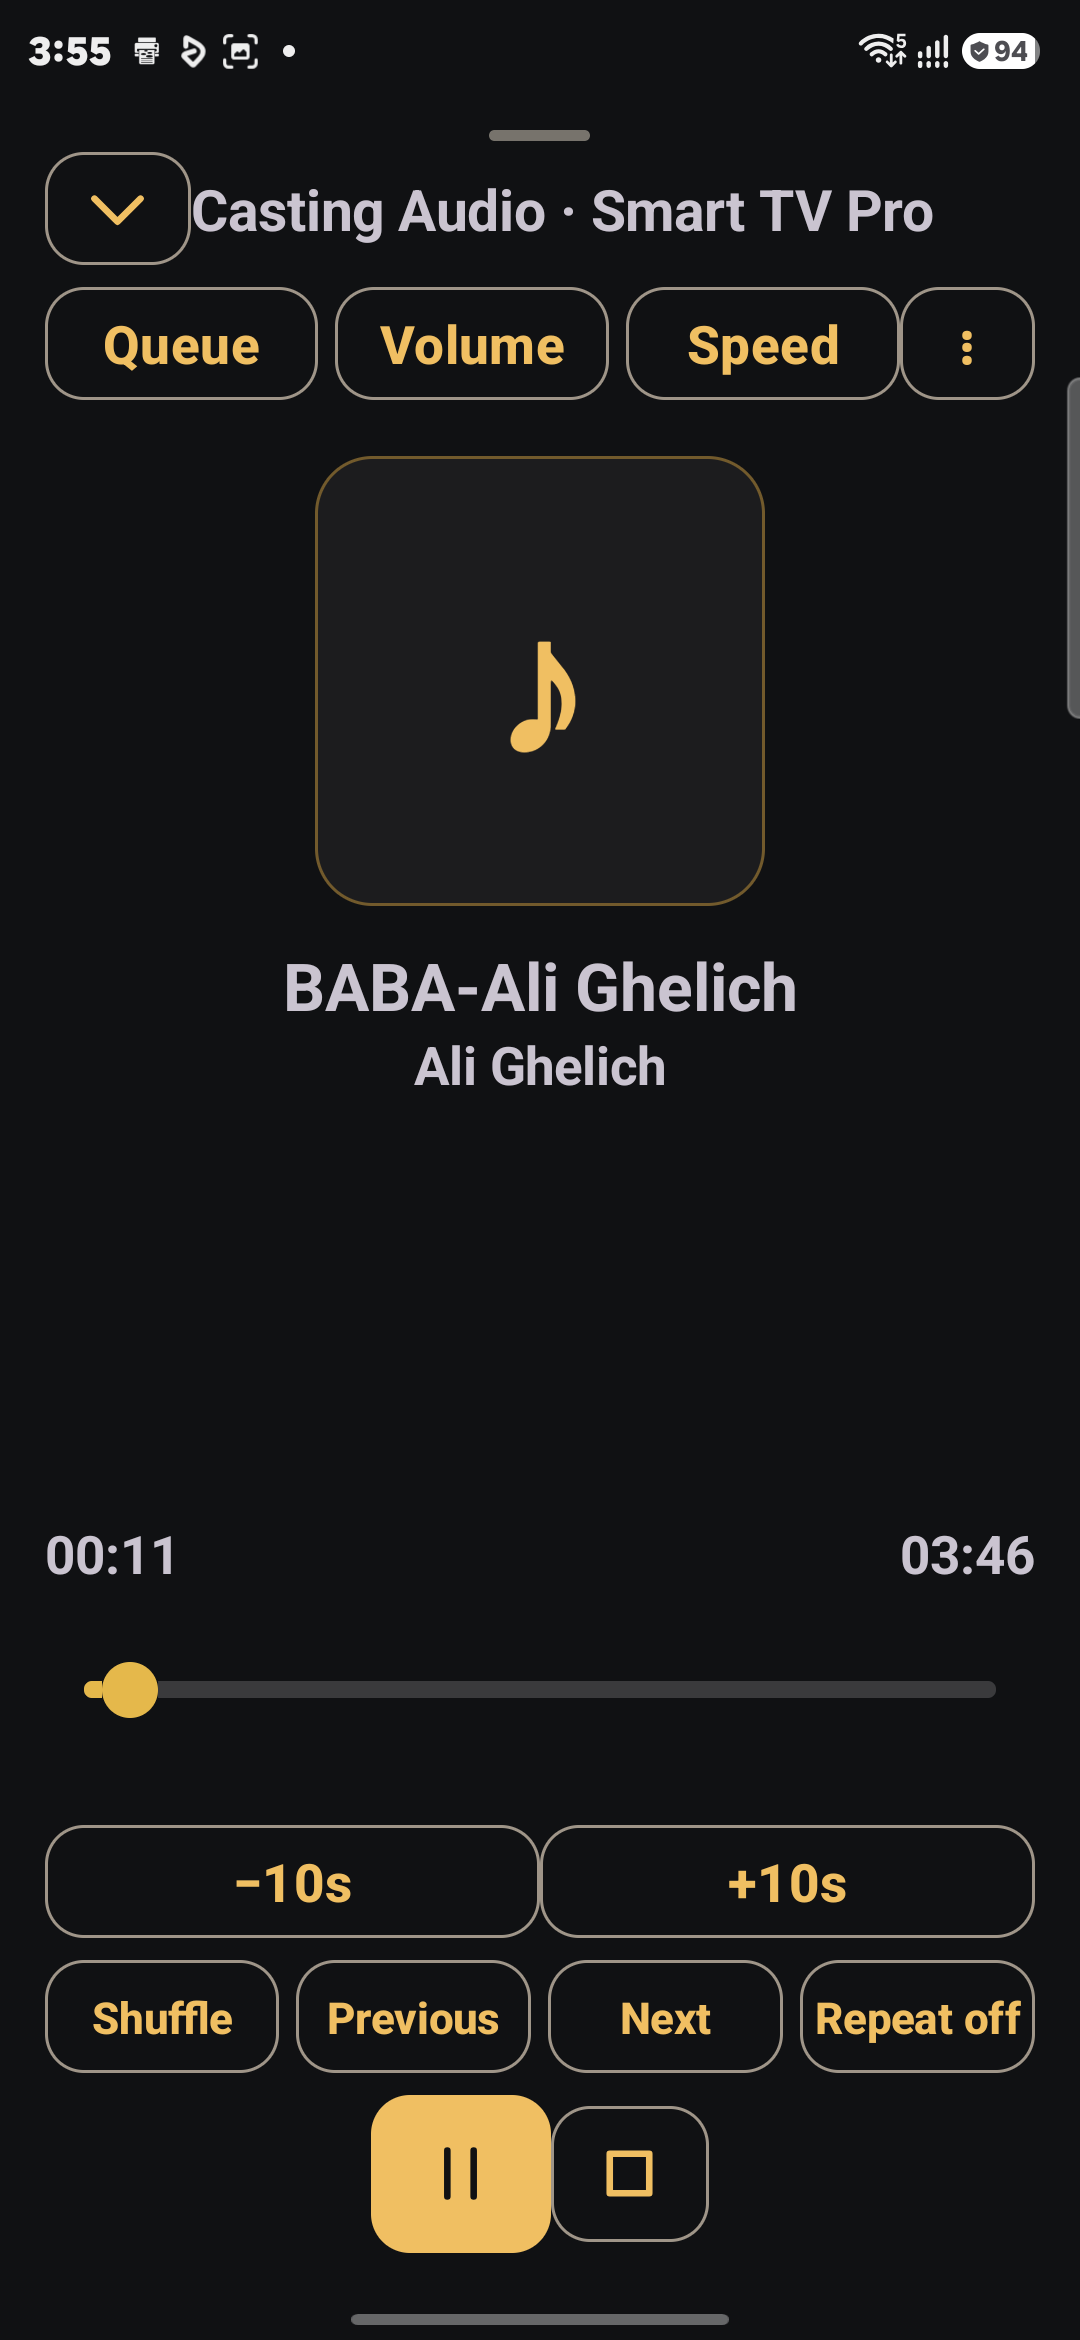 3:55 5 94
Casting Audio · Smart TV Pro
Queue Volume Speed
BABA-Ali Ghelich
Ali Ghelich
00:11 03:46
−10s +10s
Shuffle Previous Next Repeat off